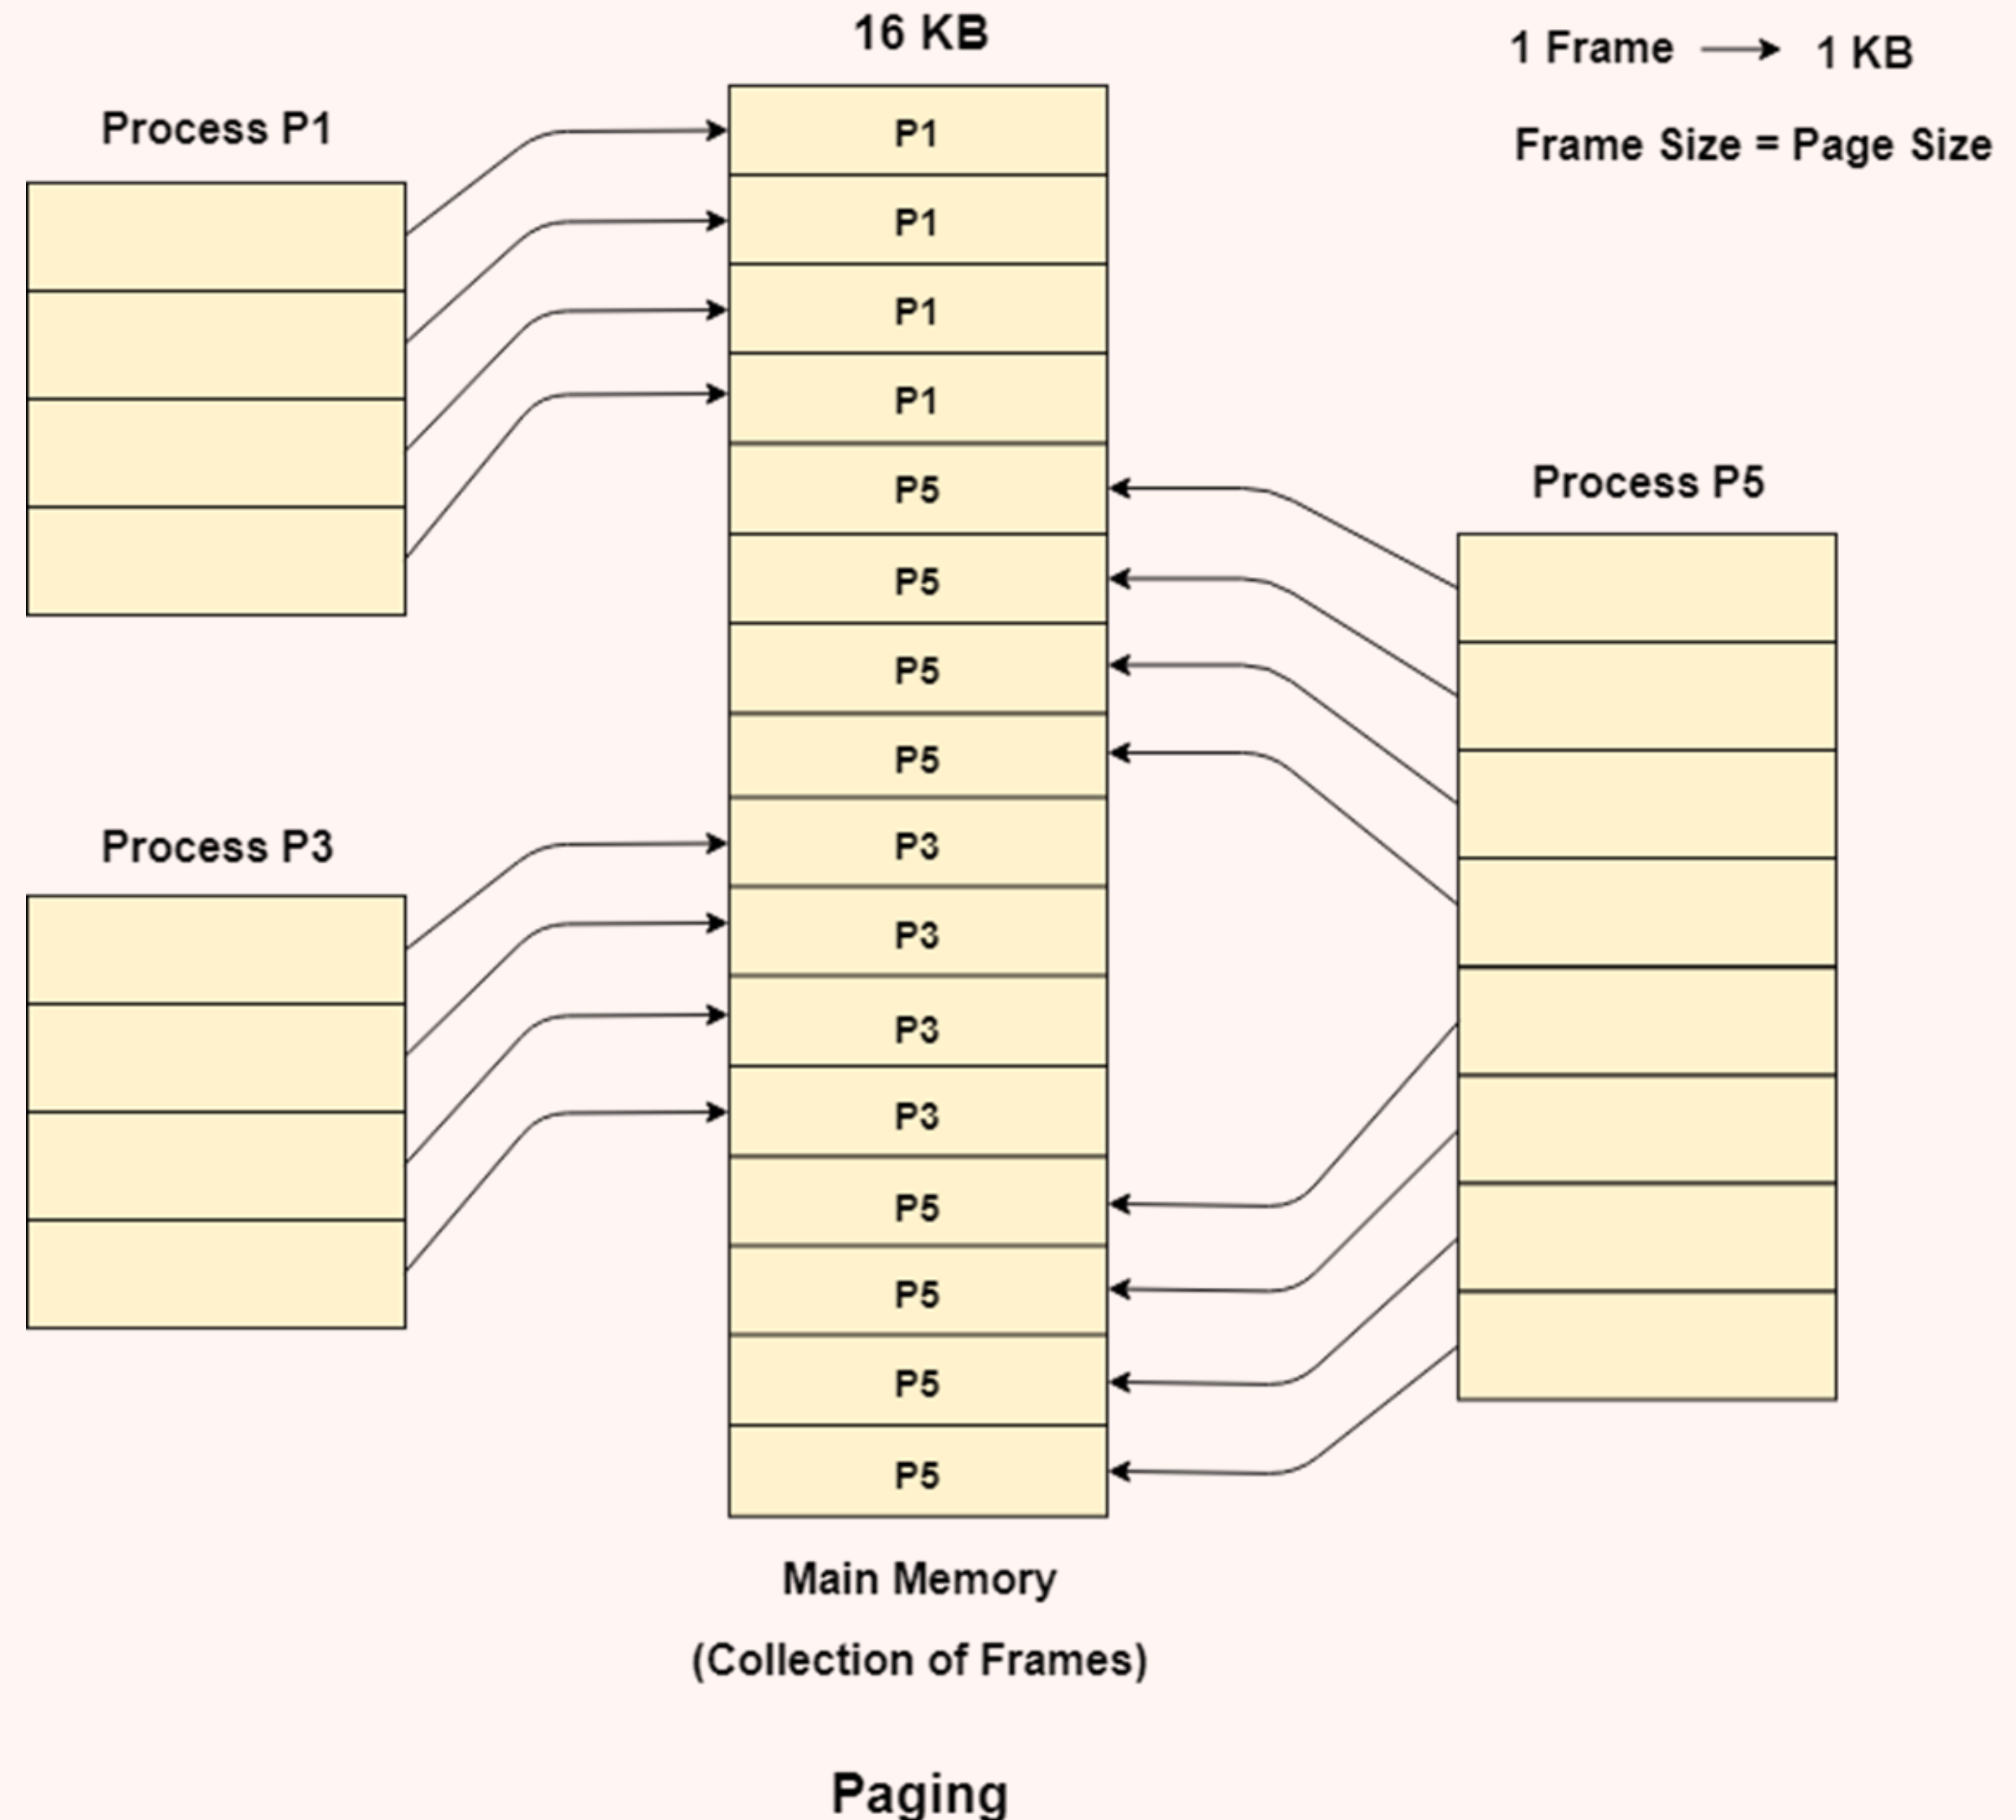 16 KB
1 Frame → 1 KB
Frame Size = Page Size
Process P1
P1
P1
P1
P1
P5
P5
P5
P5
Process P5
Process P3
P3
P3
P3
P3
P5
P5
P5
P5
Main Memory
(Collection of Frames)
Paging